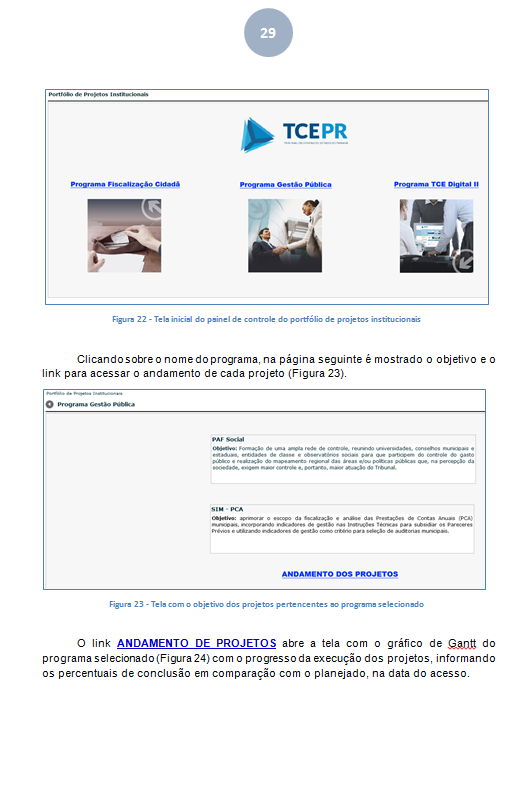 29
Portfólio de Projetos Institucionais
TCEPR
Programa Fiscalização Cidadã
Programa Gestão Pública
Programa TCE Digital II
Figura 22 - Tela inicial do painel de controle do portfólio de projetos institucionais
Clicando sobre o nome do programa, na página seguinte é mostrado o objetivo e o
link para acessar o andamento de cada projeto (Figura 23).
Portfólio de Projetos Institucionais
Programa Gestão Pública
PAF Social
Objetivo: Formação de uma ampla rede de controle, reunindo universidades, conselhos municipais e
estaduais, entidades de classe e observatórios sociais para que participem do controle do gasto
público e realização do mapeamento regional das áreas e/ou políticas públicas que, na percepção da
sociedade, exigem maior controle e, portanto, maior atuação do Tribunal.
SIM - PCA
Objetivo: aprimorar o escopo da fiscalização e análise das Prestações de Contas Anuais (PCA)
municipais, incorporando indicadores de gestão nas Instruções Técnicas para subsidiar os Pareceres
Prévios e utilizando indicadores de gestão como critério para seleção de auditorias municipais.
ANDAMENTO DOS PROJETOS
Figura 23 - Tela com o objetivo dos projetos pertencentes ao programa selecionado
O link ANDAMENTO DE PROJETOS abre a tela com o gráfico de Gantt do
programa selecionado (Figura 24) com o progresso da execução dos projetos, informando
os percentuais de conclusão em comparação com o planejado, na data do acesso.